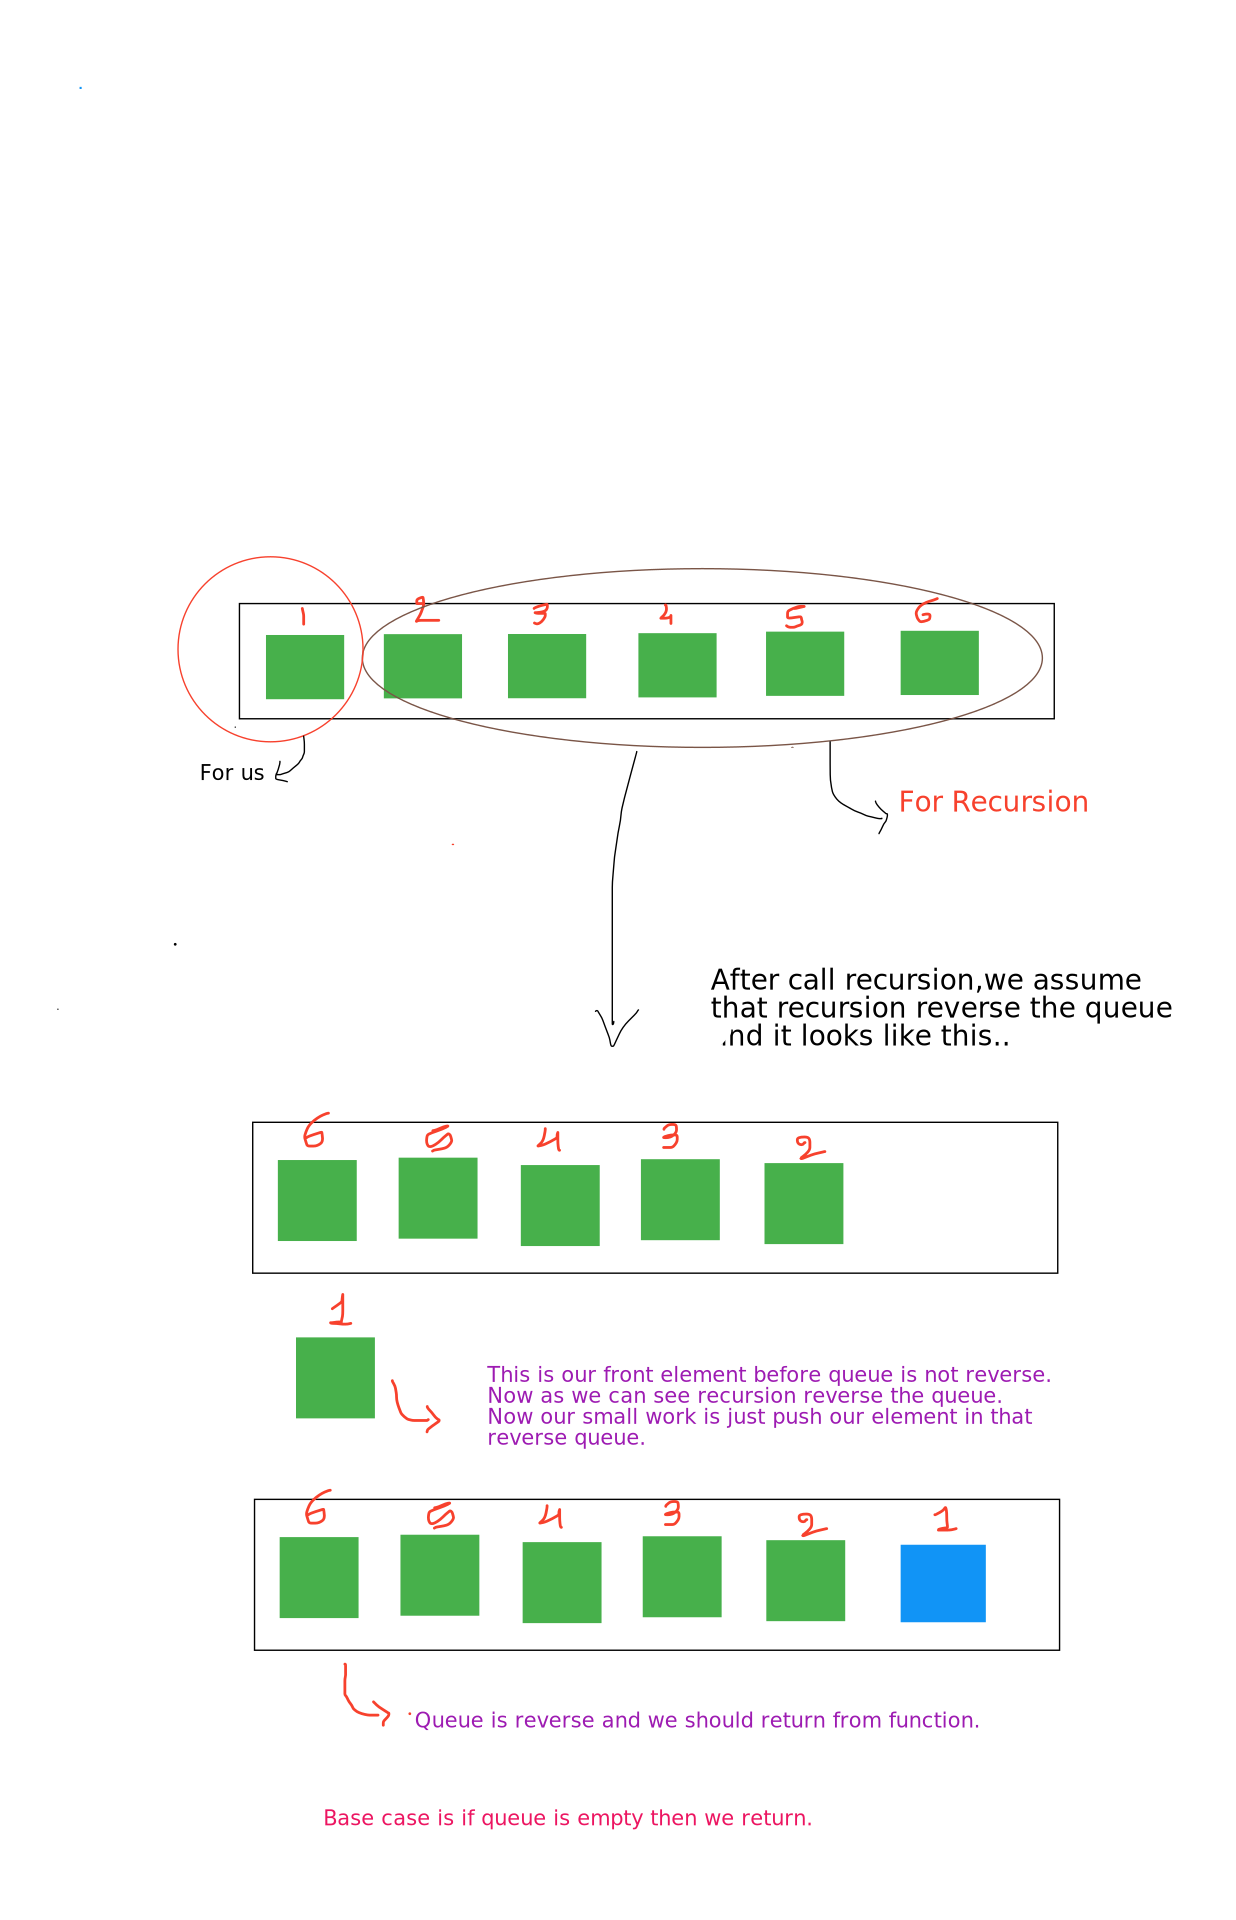 1 2 3 4 5 6
For us
For Recursion
After call recursion,we assume
that recursion reverse the queue
nd it looks like this..
6 5 4 3 2
1
This is our front element before queue is not reverse.
Now as we can see recursion reverse the queue.
Now our small work is just push our element in that
reverse queue.
6 5 4 3 2 1
Queue is reverse and we should return from function.
Base case is if queue is empty then we return.